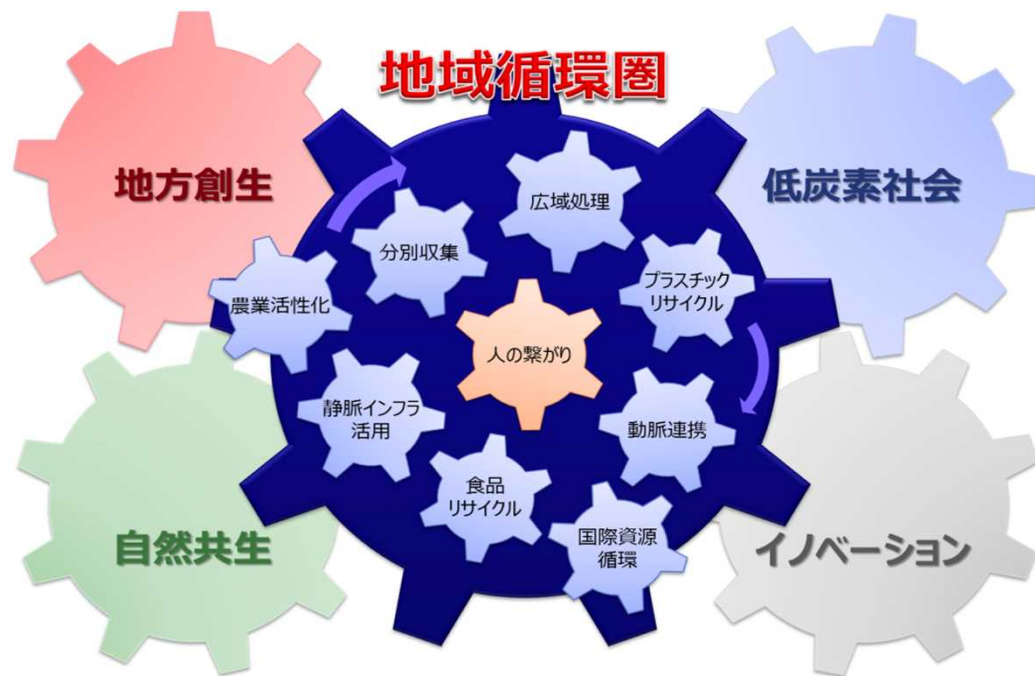 地域循環圏
地方創生
低炭素社会
広域処理
分別収集
プラスチック
リサイクル
農業活性化
人の繋がり
静脈インフラ
活用
動脈連携
食品
リサイクル
国際資源
循環
自然共生
イノベーション